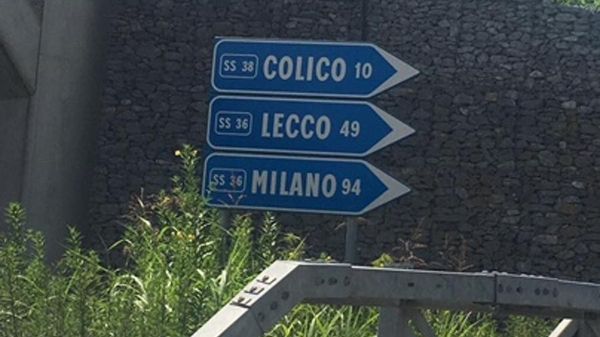 SS 38 COLICO 10
SS 36 LECCO 49
SS 36 MILANO 94